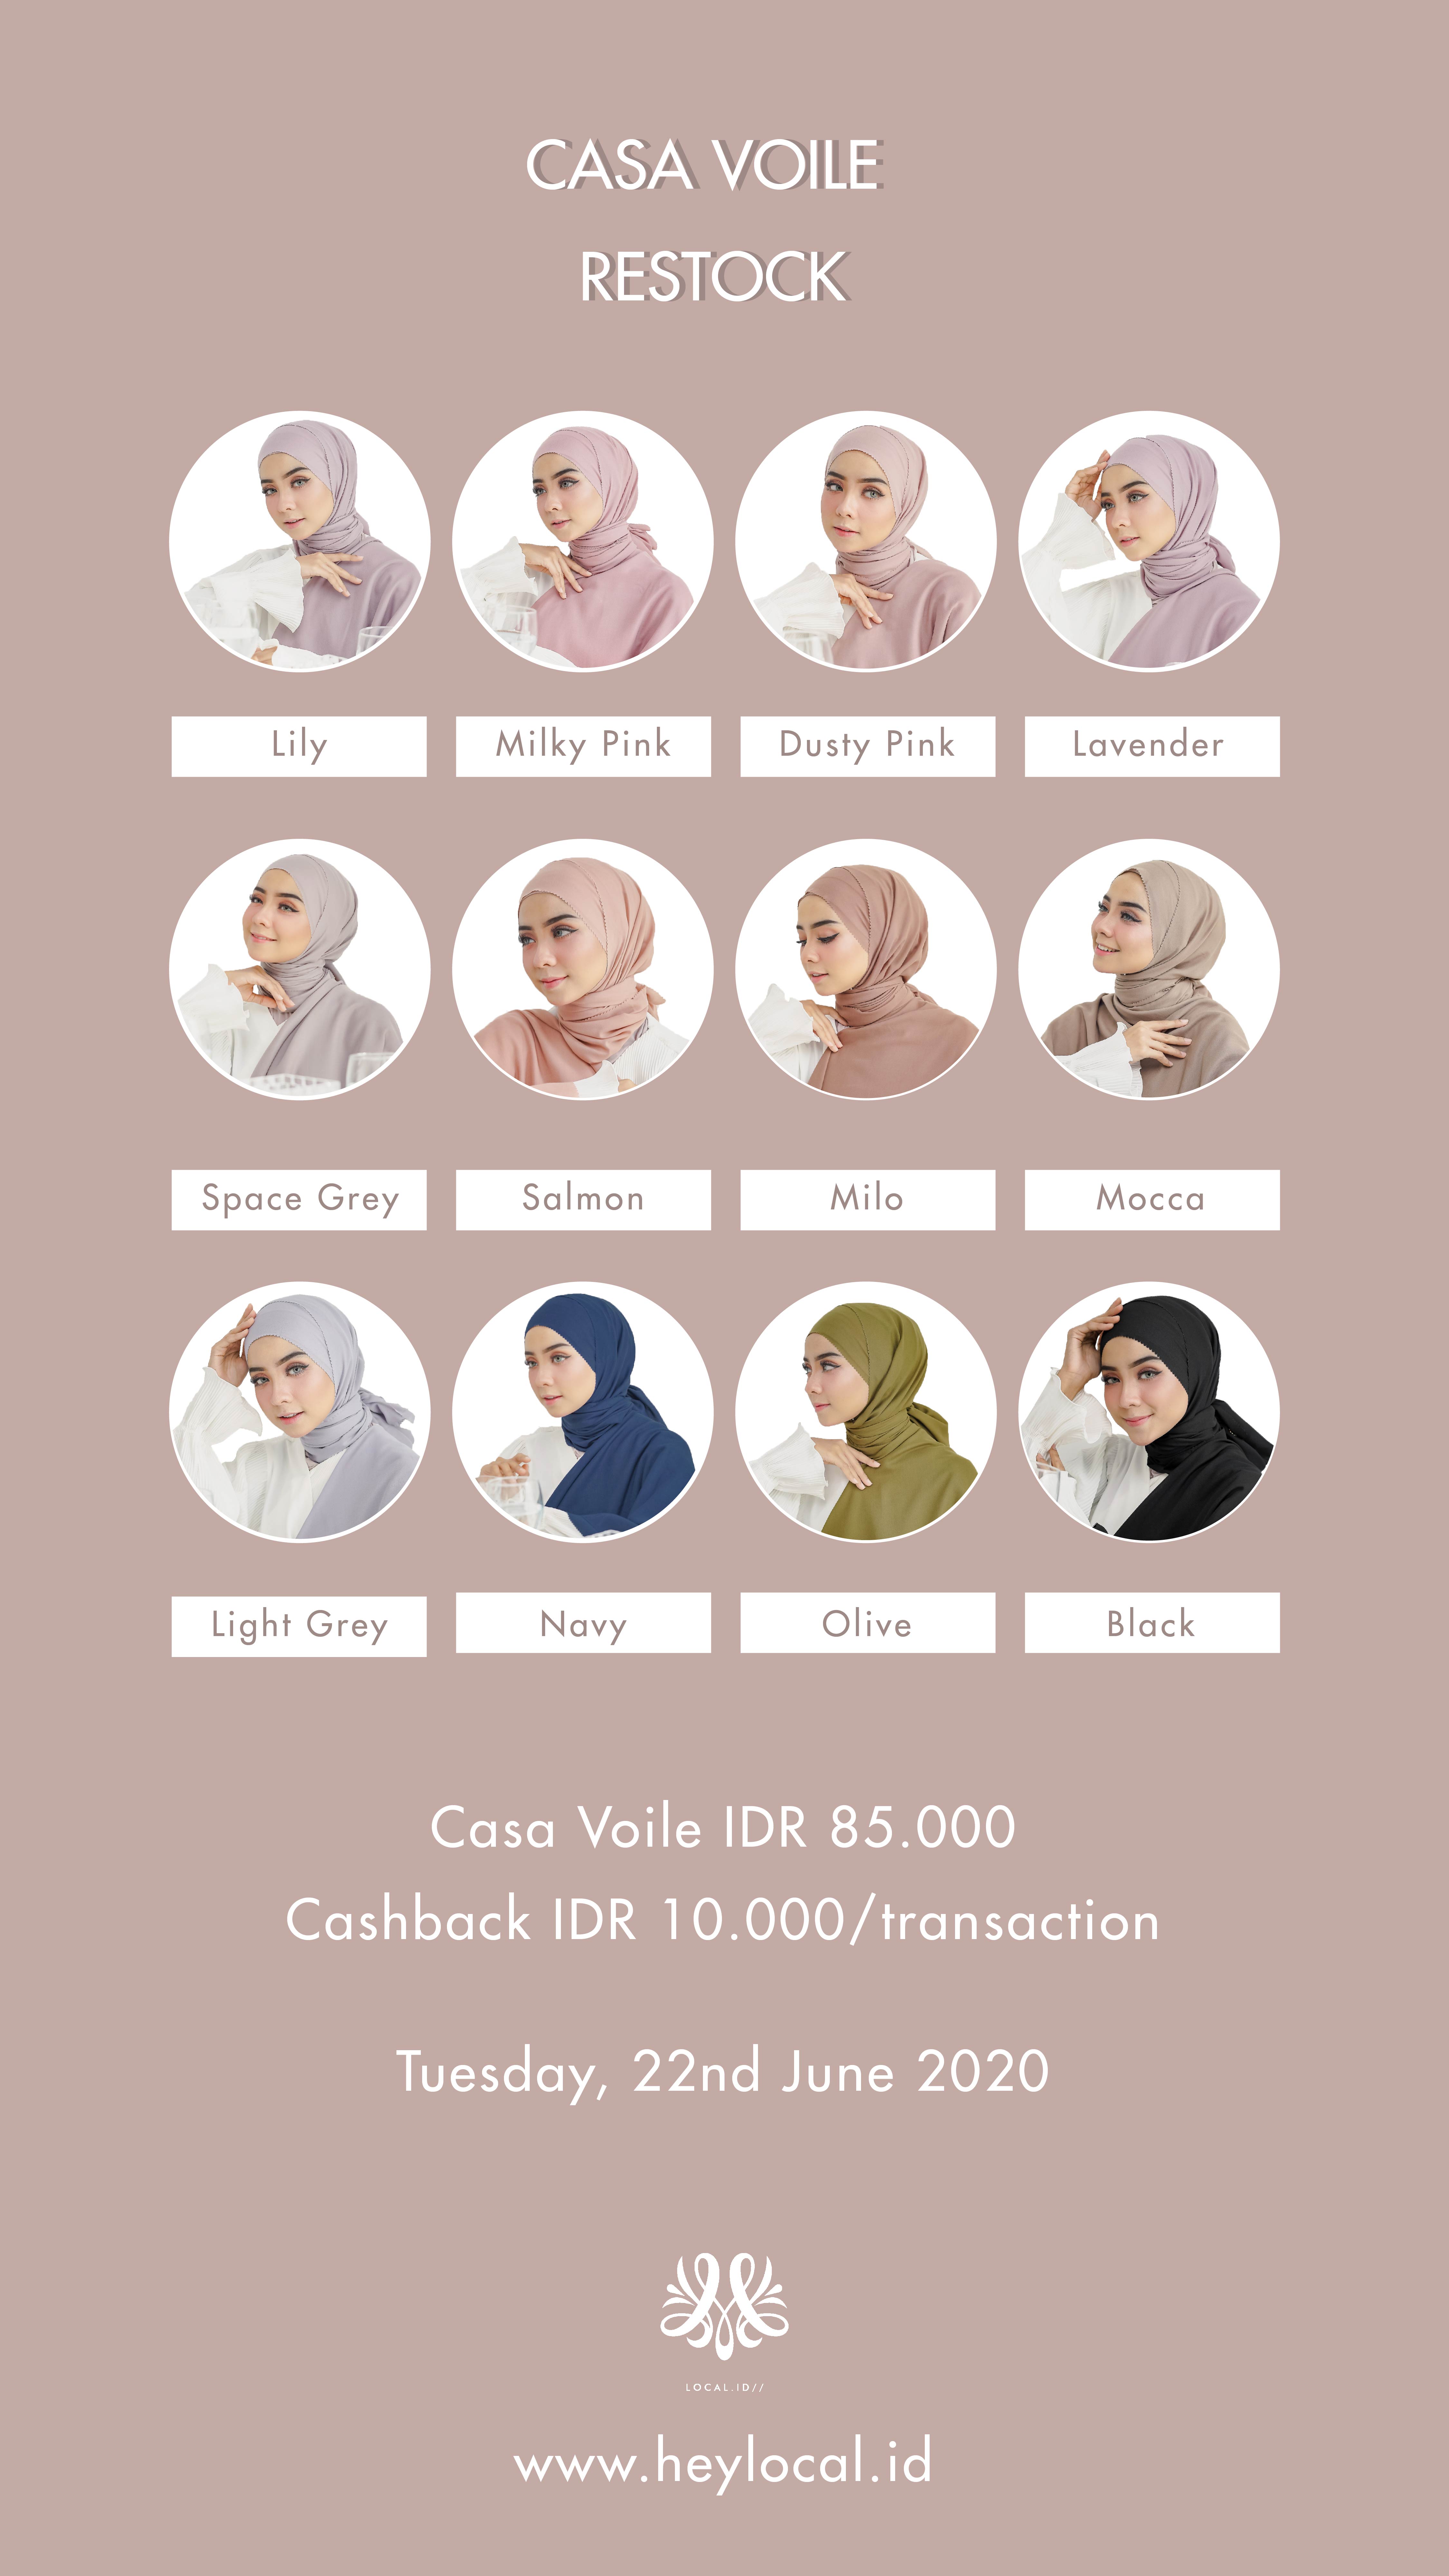 CASA VOILE
RESTOCK
Lily
Milky Pink
Dusty Pink
Lavender
Space Grey
Salmon
Milo
Mocca
Light Grey
Navy
Olive
Black
Casa Voile IDR 85.000
Cashback IDR 10.000/transaction
Tuesday, 22nd June 2020
LOCAL.ID//
www.heylocal.id